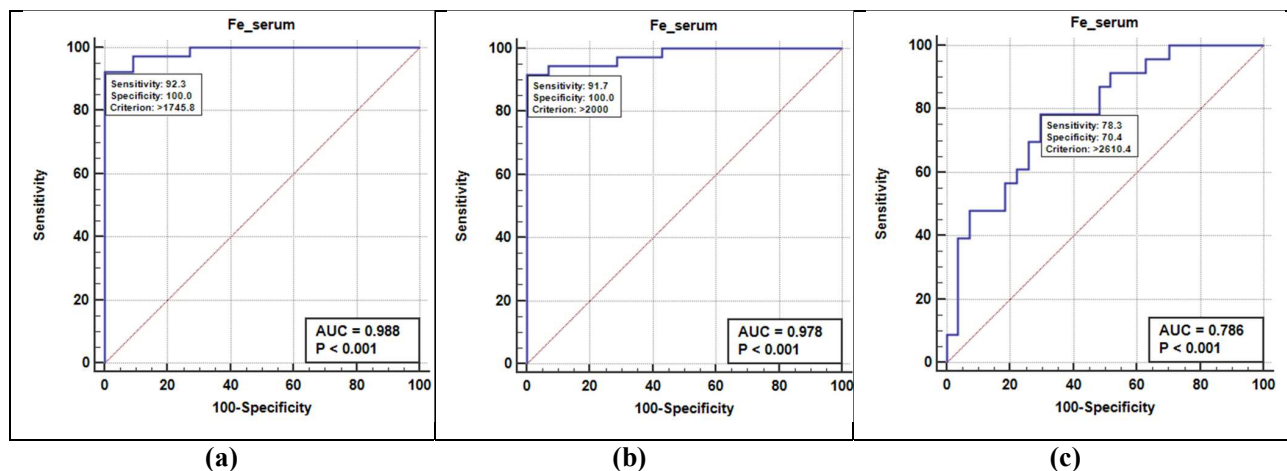 Fe_serum
100
80
60
40
20
0
Sensitivity
Sensitivity: 92.3
Specificity: 100.0
Criterion: >1745.8
AUC = 0.988
P < 0.001
0 20 40 60 80 100
100-Specificity
(a)
Fe_serum
100
80
60
40
20
0
Sensitivity
Sensitivity: 91.7
Specificity: 100.0
Criterion: >2000
AUC = 0.978
P < 0.001
0 20 40 60 80 100
100-Specificity
(b)
Fe_serum
100
80
60
40
20
0
Sensitivity
Sensitivity: 78.3
Specificity: 70.4
Criterion: >2610.4
AUC = 0.786
P < 0.001
0 20 40 60 80 100
100-Specificity
(c)